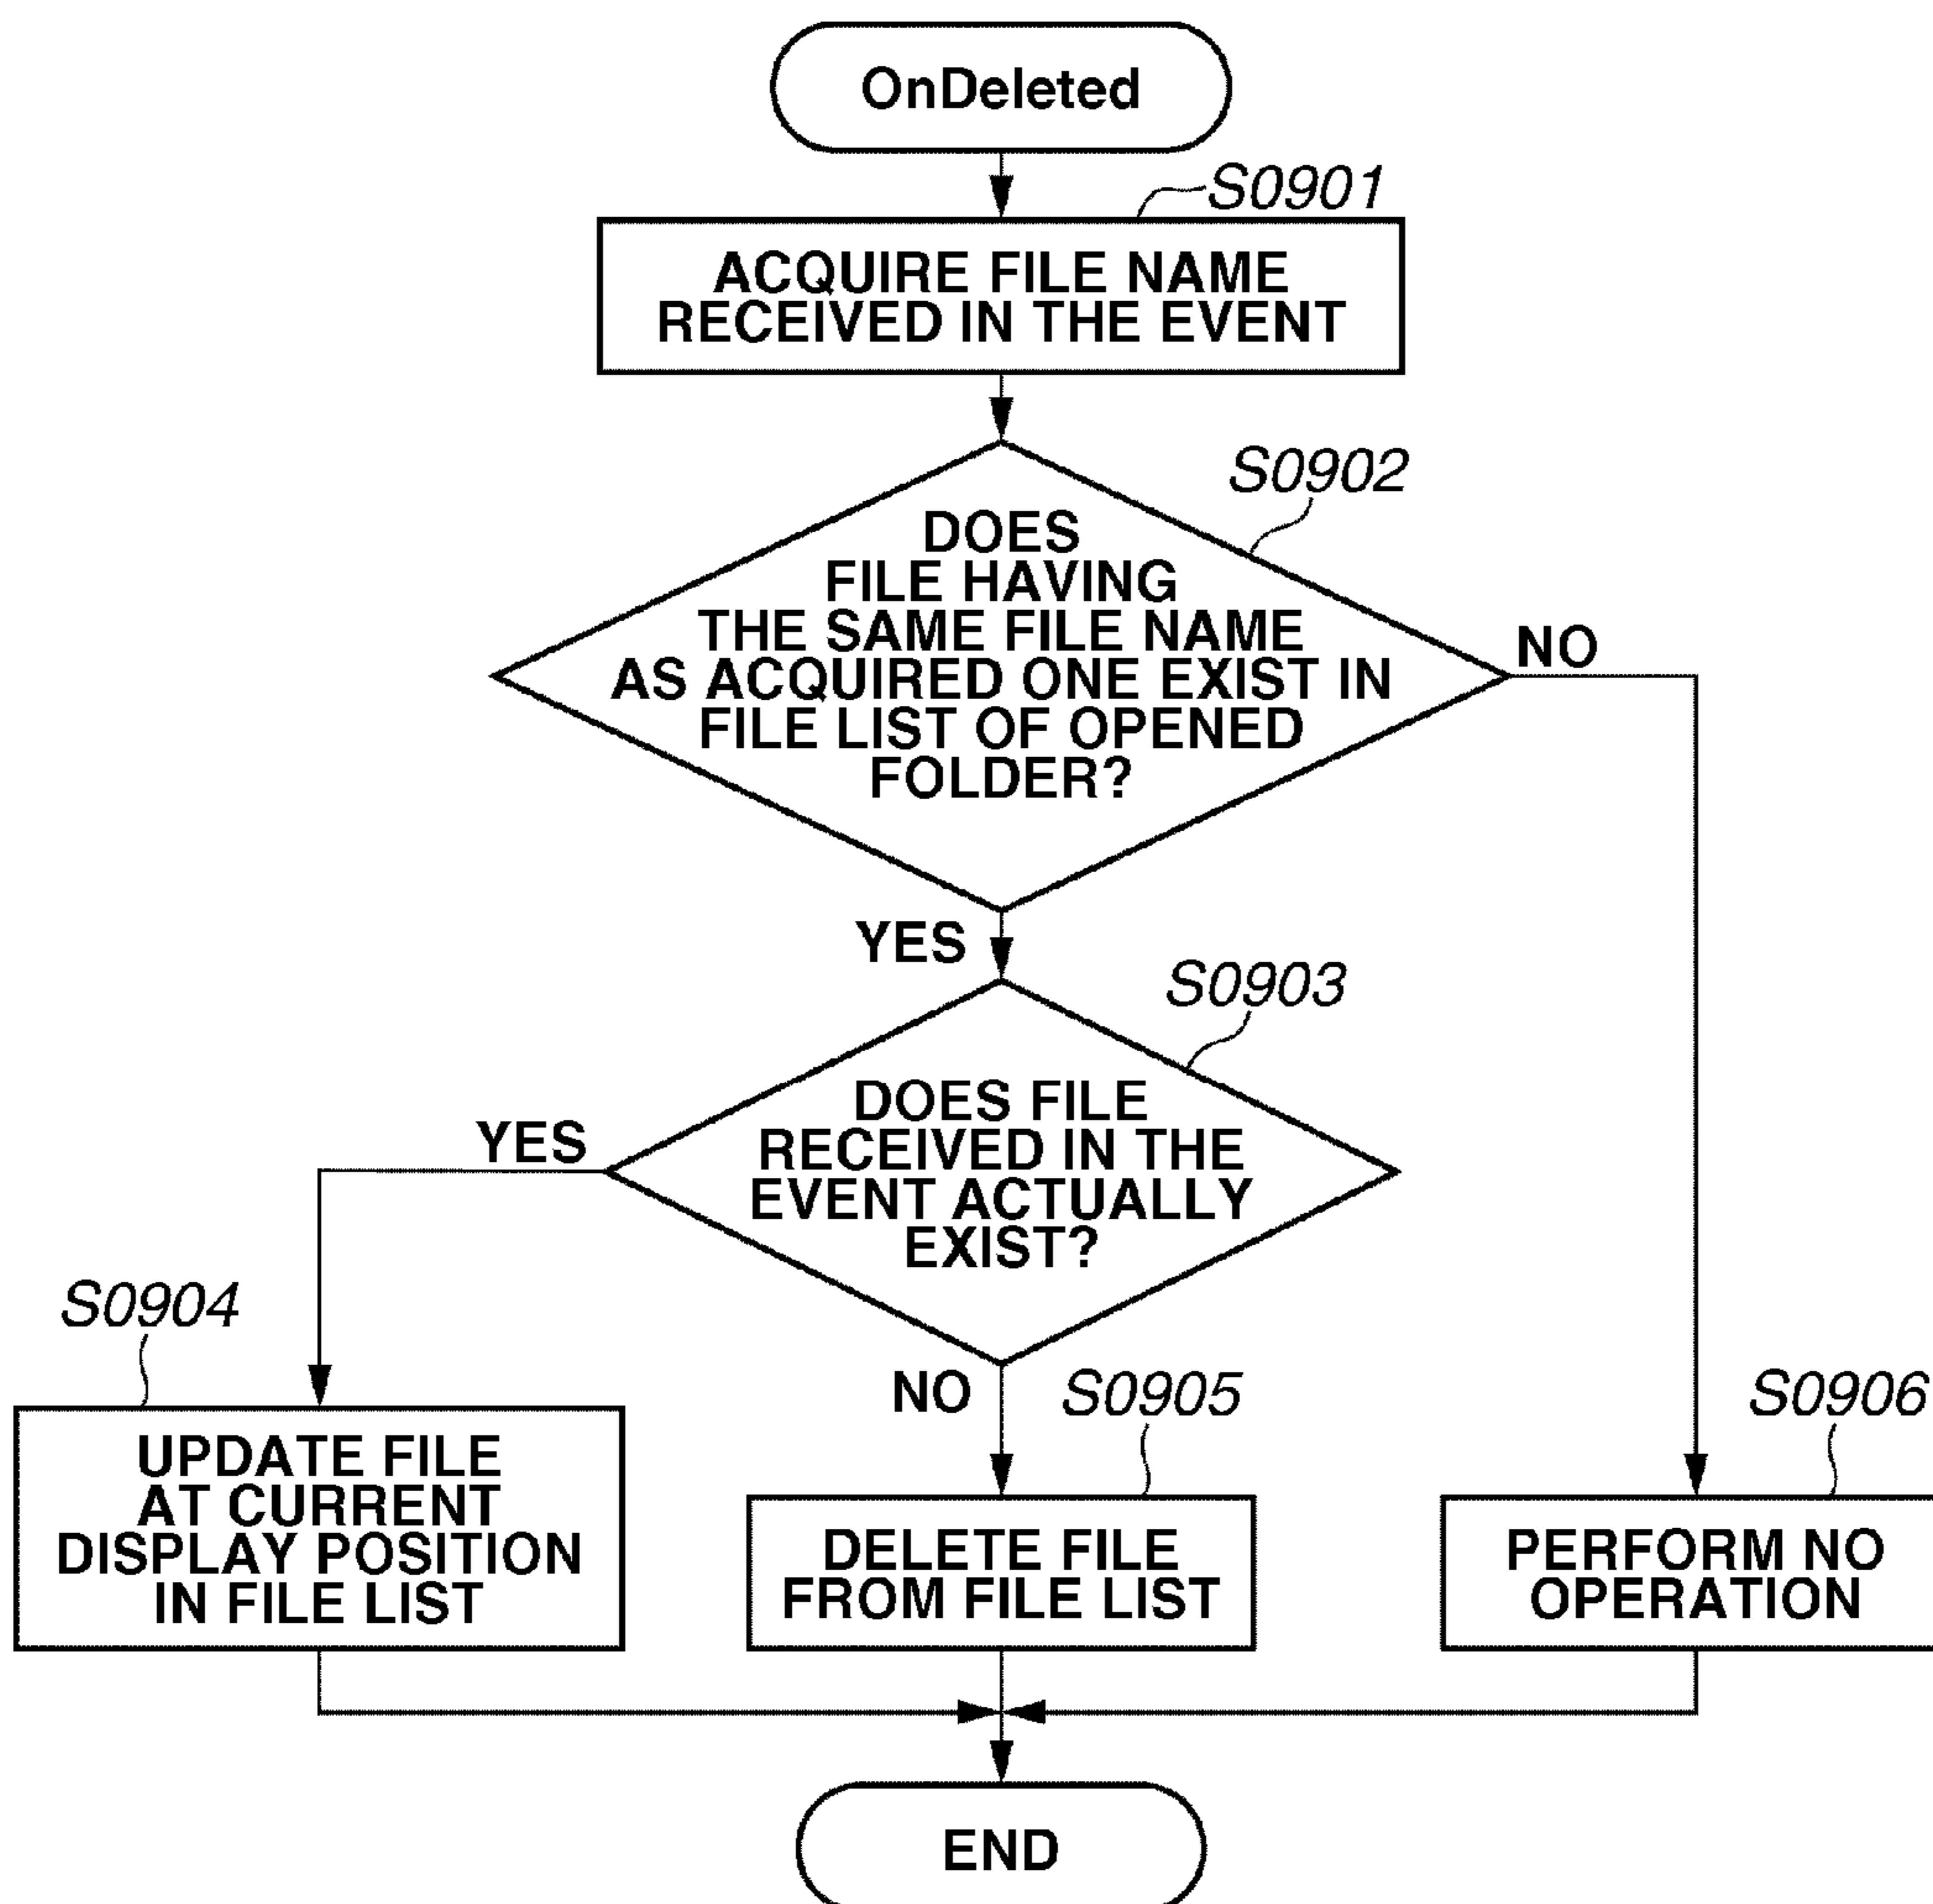 OnDeleted
S0901
ACQUIRE FILE NAME
RECEIVED IN THE EVENT
S0902
DOES
FILE HAVING
THE SAME FILE NAME
AS ACQUIRED ONE EXIST IN
FILE LIST OF OPENED
FOLDER?
NO
YES
S0903
DOES FILE
RECEIVED IN THE
EVENT ACTUALLY
EXIST?
YES
NO
S0904
UPDATE FILE
AT CURRENT
DISPLAY POSITION
IN FILE LIST
S0905
DELETE FILE
FROM FILE LIST
S0906
PERFORM NO
OPERATION
END